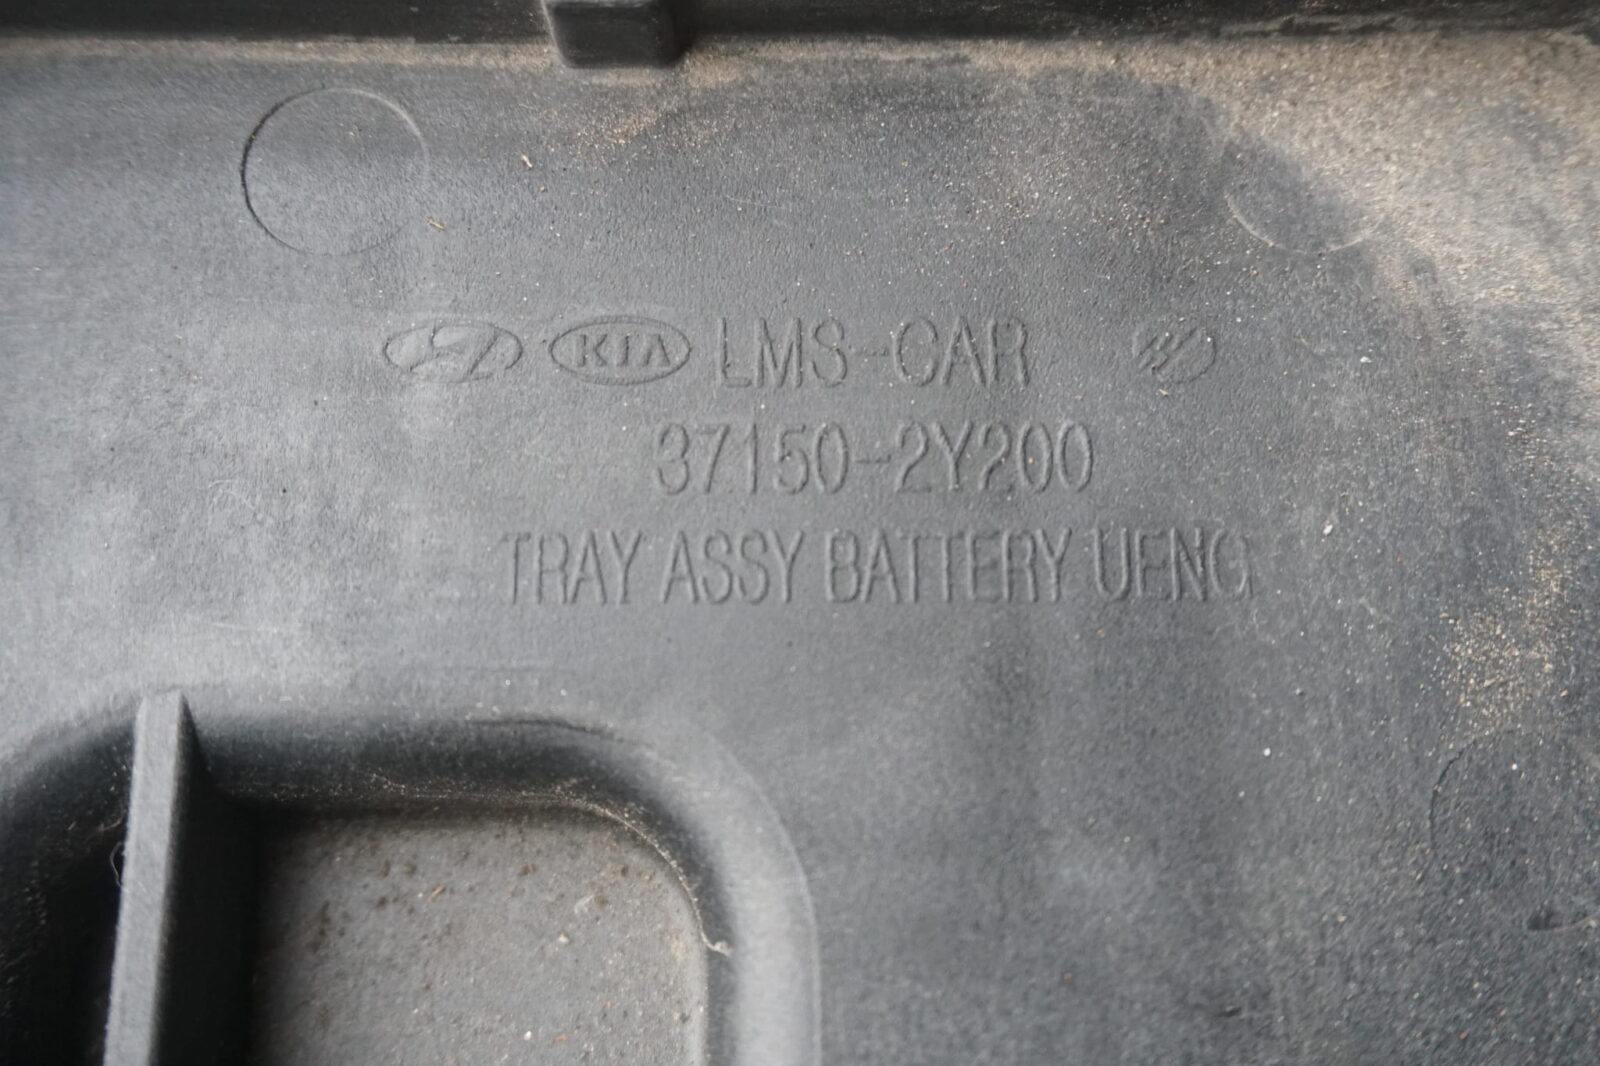 KIA LMS-CAR
37150-2Y200
TRAY ASSY BATTERY UENG